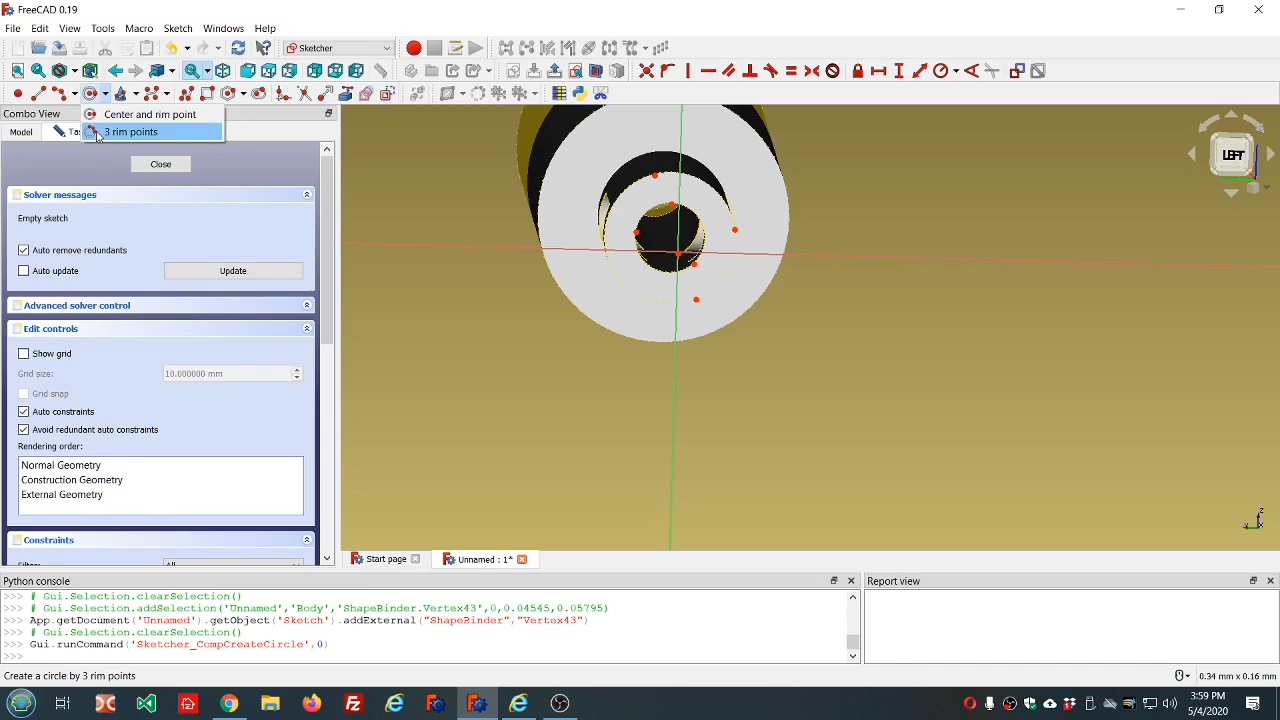 FreeCAD 0.19
File Edit View Tools Macro Sketch Windows Help
Sketcher
Combo View
Center and rim point
Model
3 rim points
Close
LEFT
Solver messages
Empty sketch
Auto remove redundants
Auto update Update
Advanced solver control
Edit controls
Show grid
Grid size: 10.000000 mm
Grid snap
Auto constraints
Avoid redundant auto constraints
Rendering order:
Normal Geometry
Construction Geometry
External Geometry
Constraints
Start page Unnamed : 1*
Python console Report view
>>> # Gui.Selection.clearSelection()
>>> # Gui.Selection.addSelection('Unnamed','Body','ShapeBinder.Vertex43',0,0.04545,0.05795)
>>> App.getDocument('Unnamed').getObject('Sketch').addExternal("ShapeBinder","Vertex43")
>>> # Gui.Selection.clearSelection()
>>> Gui.runCommand('Sketcher_CompCreateCircle',0)
>>>
Create a circle by 3 rim points 0.34 mm x 0.16 mm
3:59 PM
5/4/2020